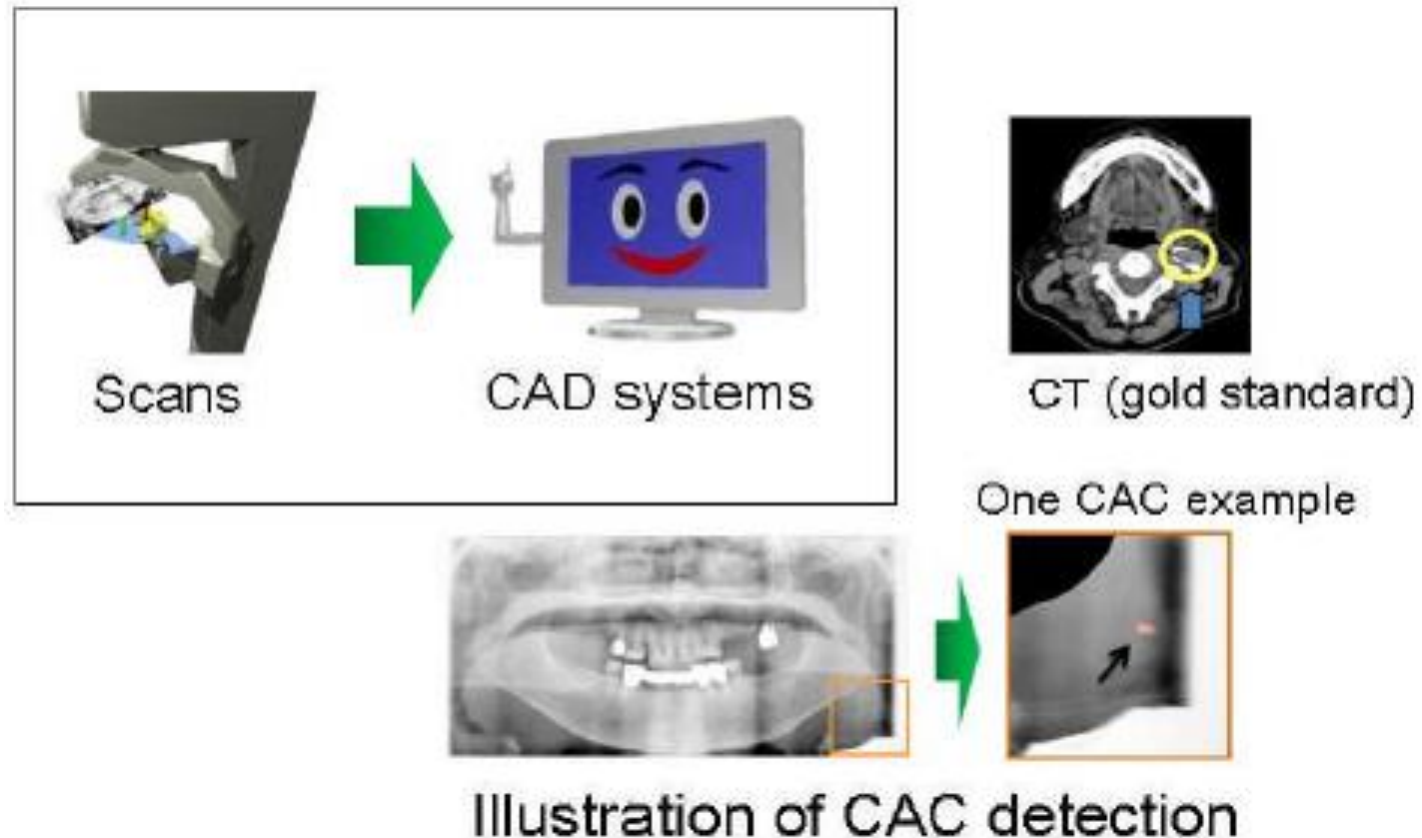 Scans
CAD systems
CT (gold standard)
One CAC example
Illustration of CAC detection